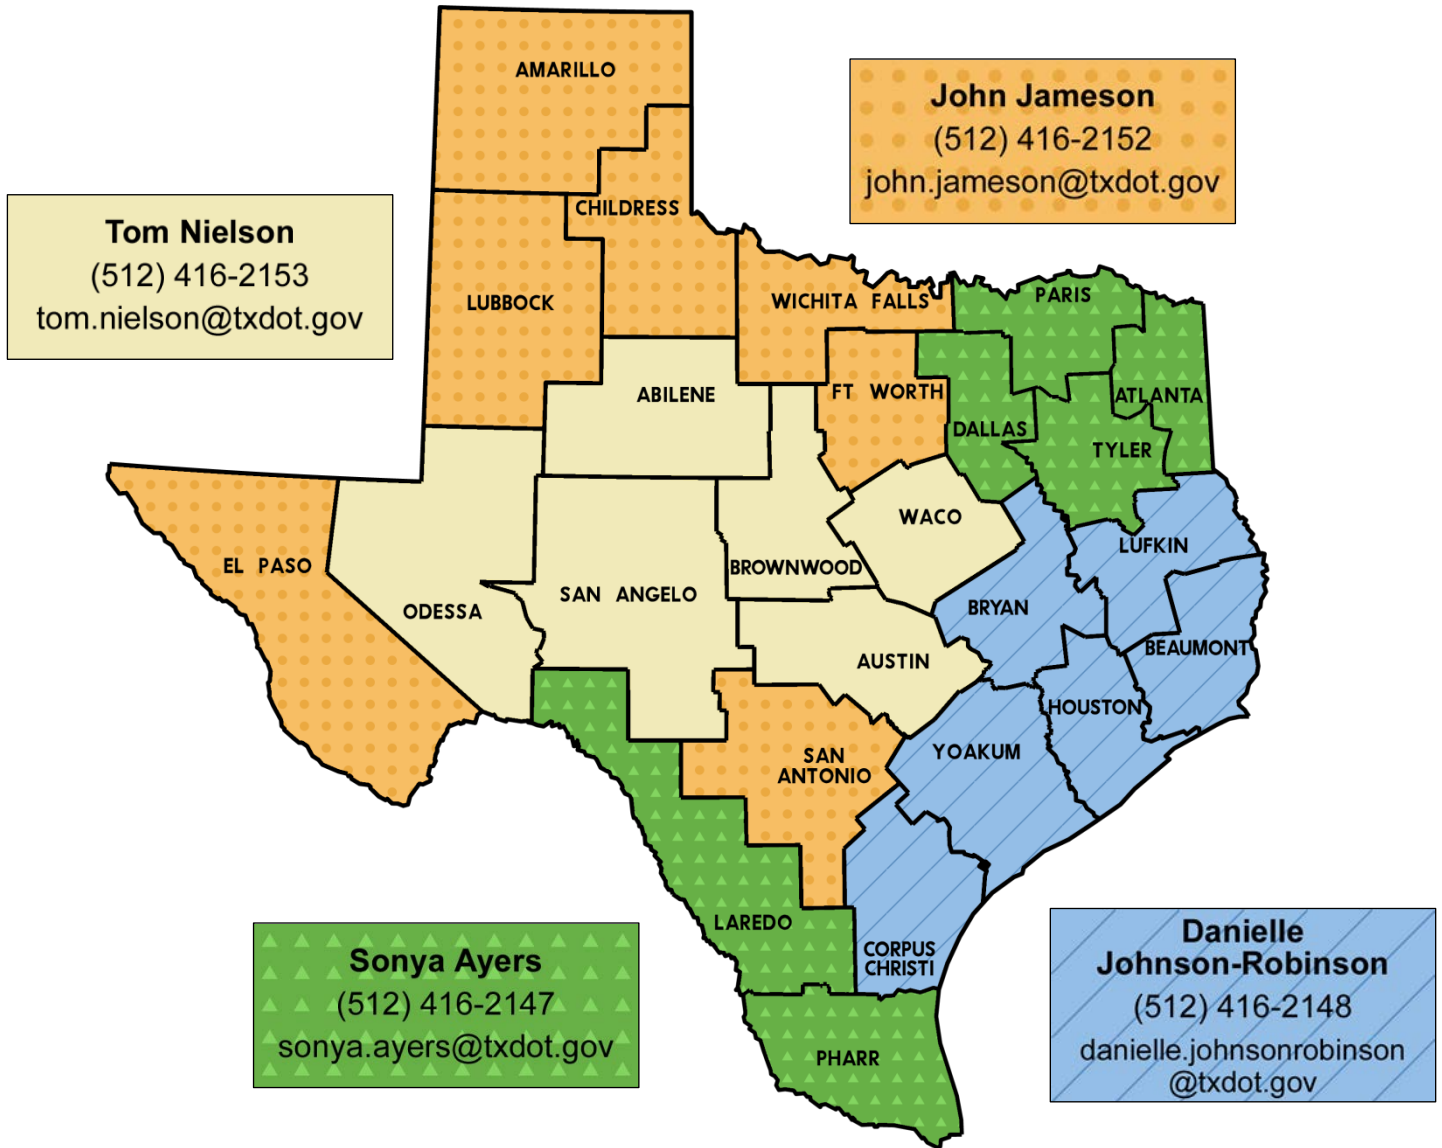 AMARILLO
John Jameson
(512) 416-2152
john.jameson@txdot.gov
CHILDRESS
Tom Nielson
(512) 416-2153
tom.nielson@txdot.gov
LUBBOCK
WICHITA FALLS
PARIS
ABILENE
FT WORTH
ATLANTA
DALLAS
TYLER
WACO
LUFKIN
EL PASO
BROWNWOOD
SAN ANGELO
ODESSA
BRYAN
BEAUMONT
AUSTIN
HOUSTON
YOAKUM
SAN
ANTONIO
LAREDO
CORPUS
CHRISTI
Sonya Ayers
(512) 416-2147
sonya.ayers@txdot.gov
Danielle
Johnson-Robinson
(512) 416-2148
danielle.johnsonrobinson
@txdot.gov
PHARR